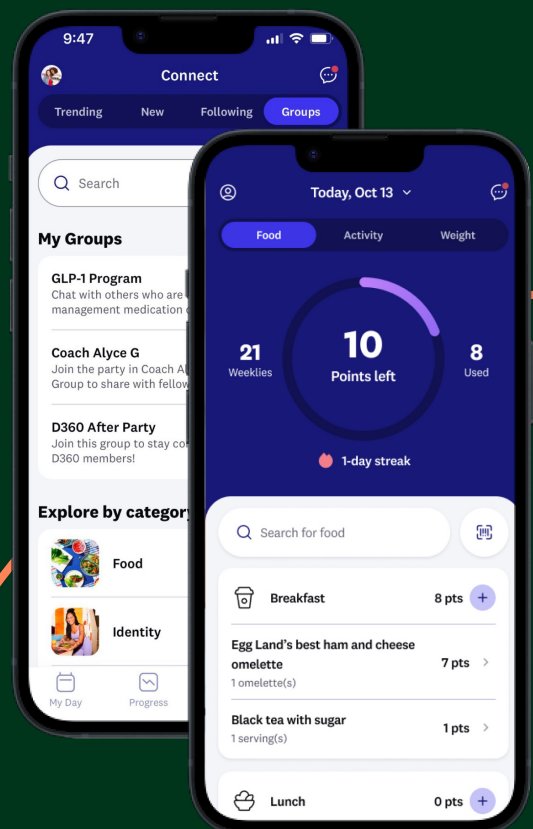 9:47
Connect
Trending
New
Following
Groups
Search
My Groups
GLP-1 Program
Chat with others who are
management medication
Coach Alyce G
Join the party in Coach
Group to share with fellow
D360 After Party
Join this group to stay
D360 members!
Explore by category
Food
Identity
My Day
Progress
Today, Oct 13
Food
Activity
Weight
21
Weeklies
10
Points left
8
Used
1-day streak
Search for food
Breakfast
8 pts
Egg Land's best ham and cheese
omelette
7 pts
1 omelette(s)
Black tea with sugar
1 pts
1 serving(s)
Lunch
0 pts